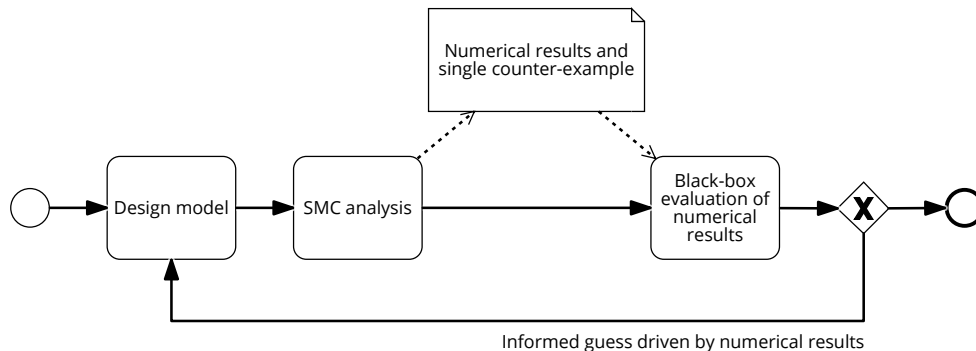 Numerical results and
single counter-example
Design model
SMC analysis
Black-box
evaluation of
numerical
results
X
Informed guess driven by numerical results